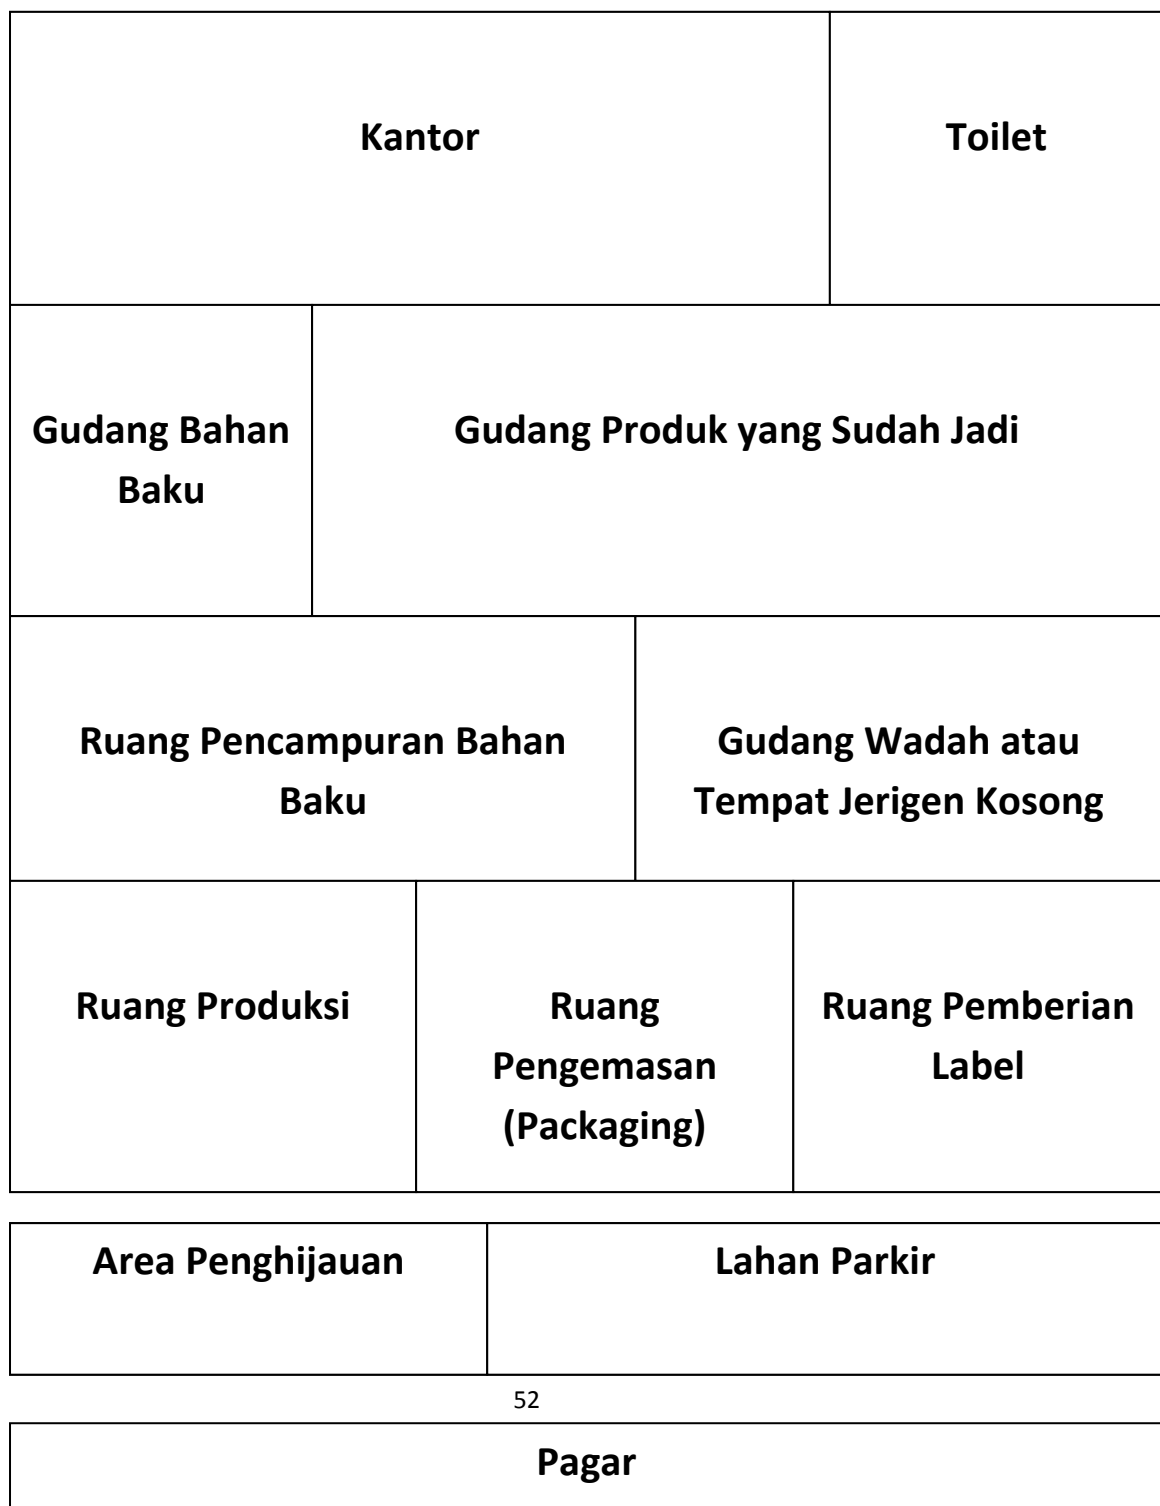 Kantor
Toilet
Gudang Bahan
Baku
Gudang Produk yang Sudah Jadi
Ruang Pencampuran Bahan
Baku
Gudang Wadah atau
Tempat Jerigen Kosong
Ruang Produksi
Ruang
Pengemasan
(Packaging)
Ruang Pemberian
Label
Area Penghijauan
Lahan Parkir
52
Pagar